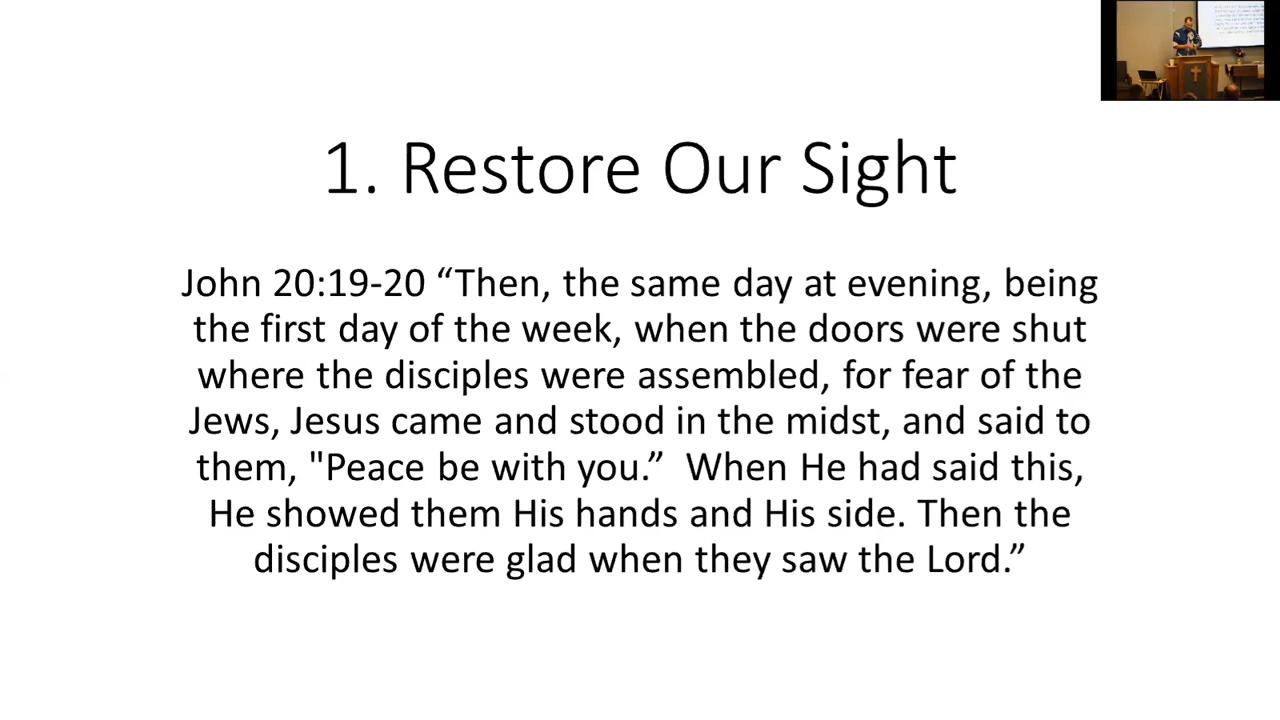 1. Restore Our Sight
John 20:19-20 “Then, the same day at evening, being
the first day of the week, when the doors were shut
where the disciples were assembled, for fear of the
Jews, Jesus came and stood in the midst, and said to
them, "Peace be with you.”  When He had said this,
He showed them His hands and His side. Then the
disciples were glad when they saw the Lord.”